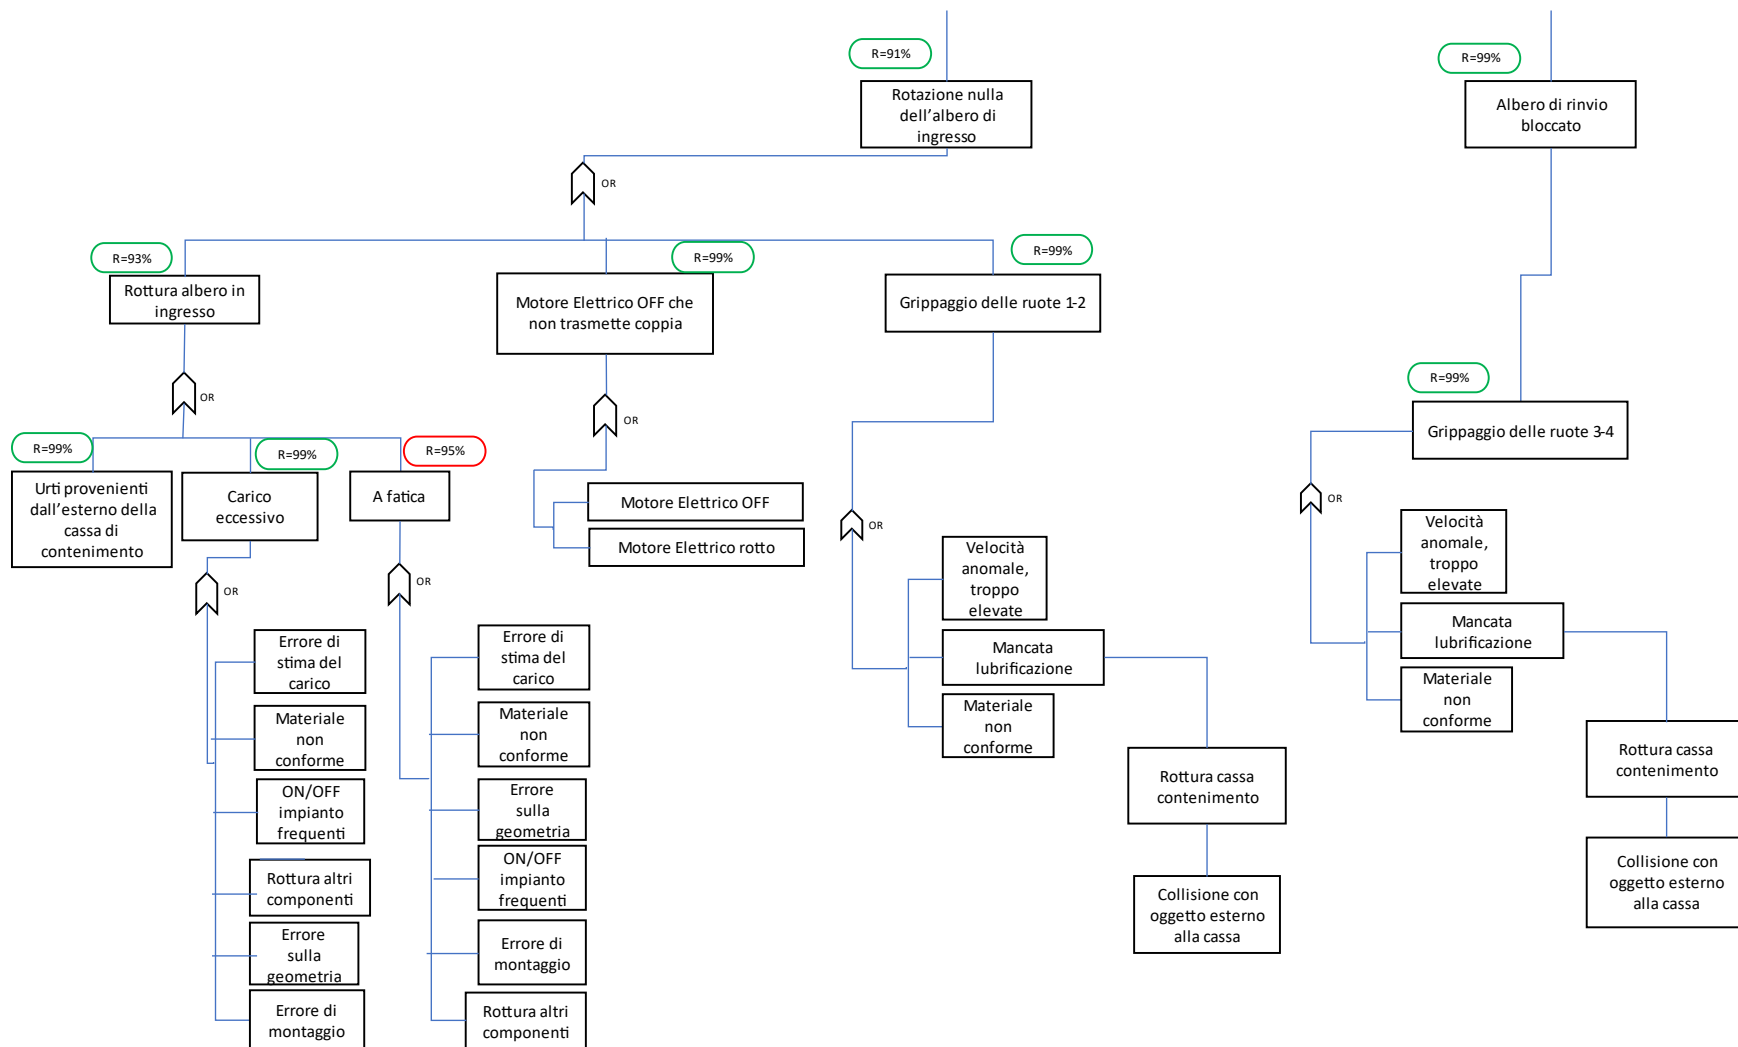 R=91%
Rotazione nulla
dell'albero di
ingresso
OR
R=93%
Rottura albero in
ingresso
R=99%
Motore Elettrico OFF che
non trasmette coppia
R=99%
Grippaggio delle ruote 1-2
OR
R=99%
Urti provenienti
dall'esterno della
cassa di
contenimento
R=99%
Carico
eccessivo
R=95%
A fatica
OR
Motore Elettrico OFF
Motore Elettrico rotto
OR
Errore di
stima del
carico
Materiale
non
conforme
ON/OFF
impianto
frequenti
Rottura altri
componenti
Errore
sulla
geometria
Errore di
montaggio
OR
Errore di
stima del
carico
Materiale
non
conforme
Errore
sulla
geometria
ON/OFF
impianto
frequenti
Errore di
montaggio
Rottura altri
componenti
OR
Velocità
anomale,
troppo
elevate
Mancata
lubrificazione
Materiale
non
conforme
Rottura cassa
contenimento
Collisione con
oggetto esterno
alla cassa
R=99%
Albero di rinvio
bloccato
R=99%
Grippaggio delle ruote 3-4
OR
Velocità
anomale,
troppo
elevate
Mancata
lubrificazione
Materiale
non
conforme
Rottura cassa
contenimento
Collisione con
oggetto esterno
alla cassa